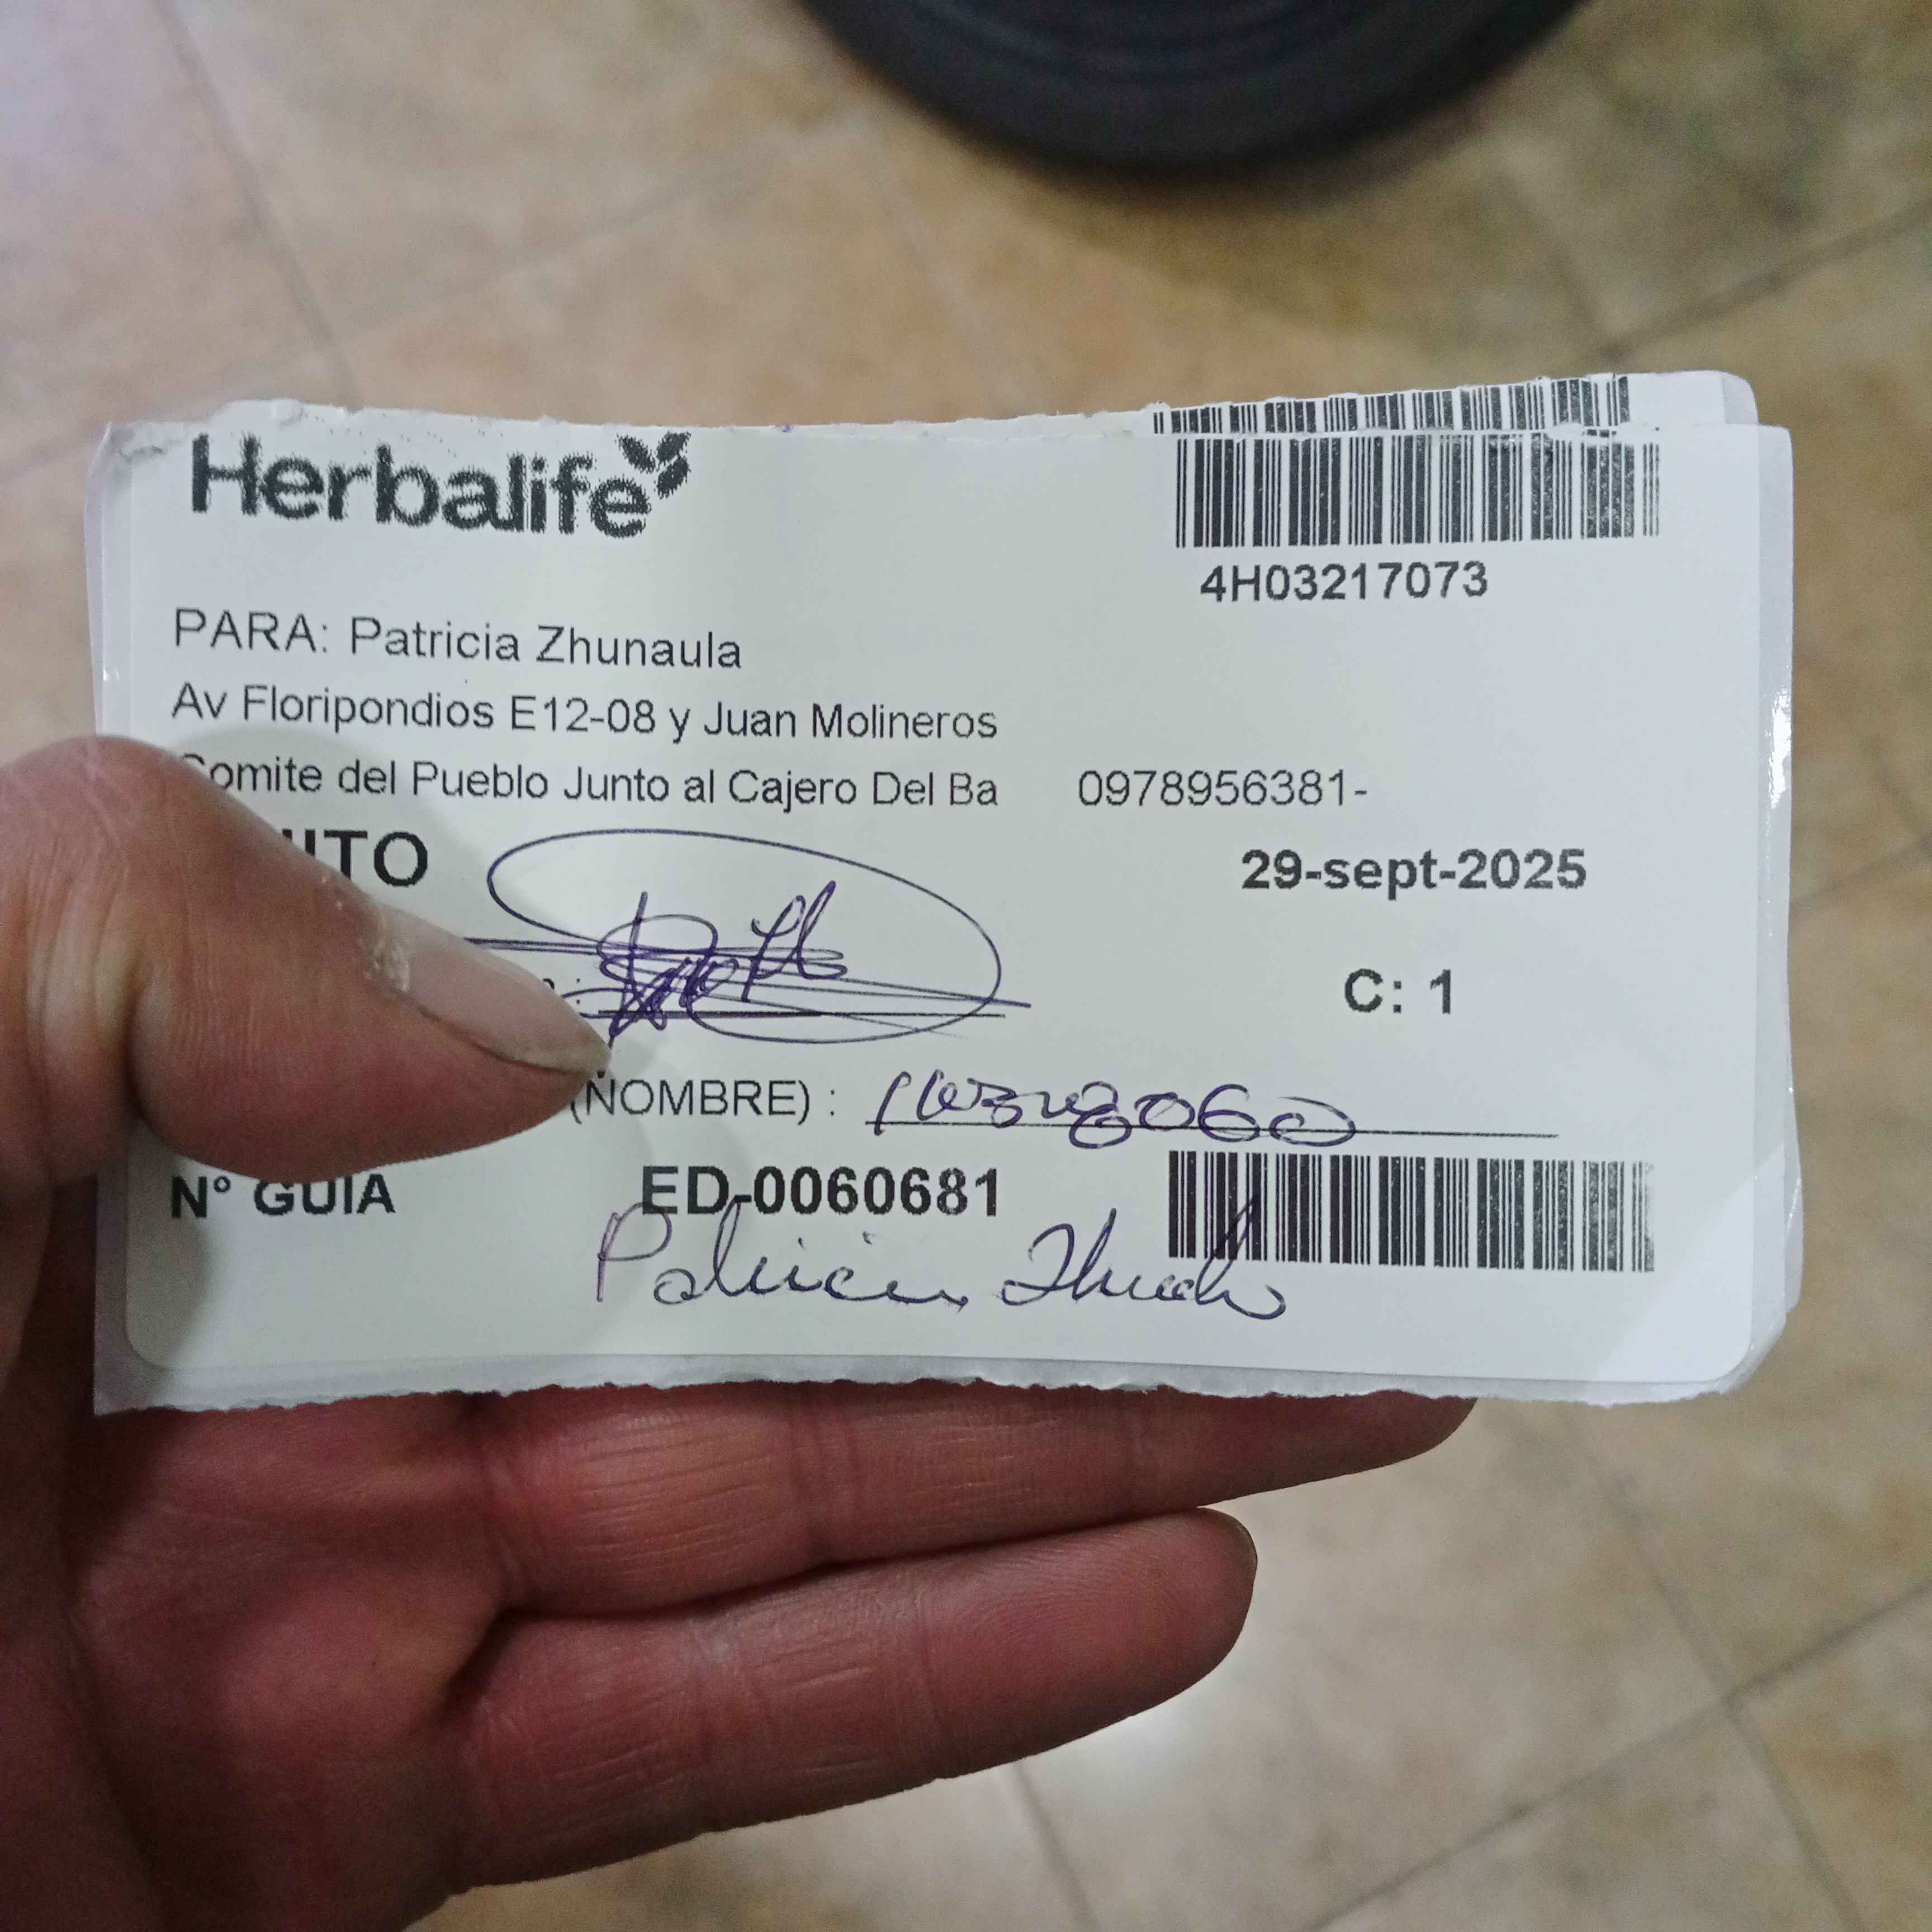 Herbalife
4H03217073
PARA: Patricia Zhunaula
Av Floripondios E12-08 y Juan Molineros
Comite del Pueblo Junto al Cajero Del Ba 0978956381-
29-sept-2025
C: 1
(NOMBRE) :
N° GUIA ED-0060681
Patricia